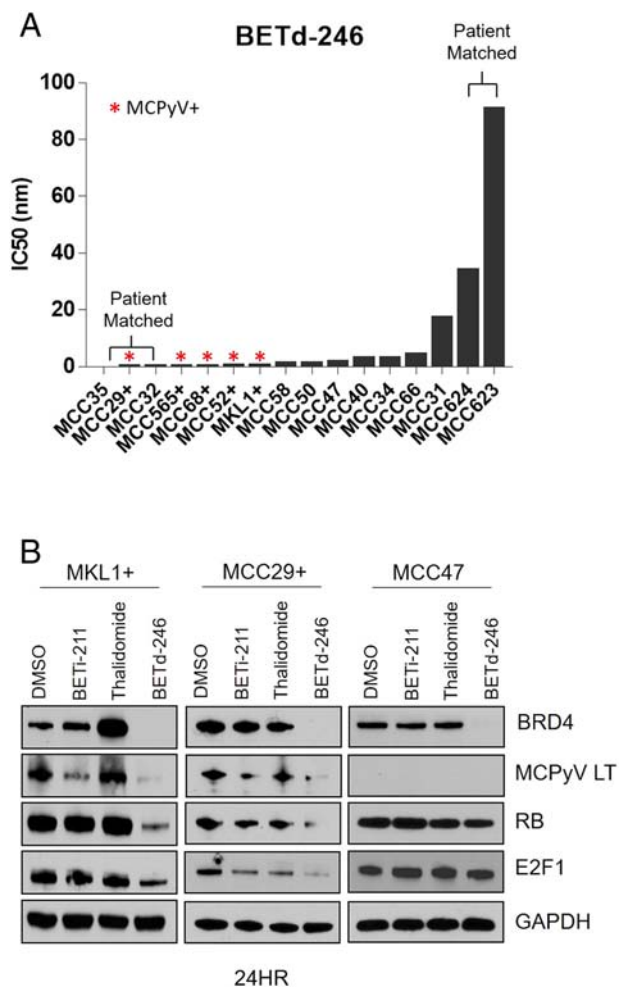 A
BETd-246
Patient
Matched
100
* MCPyV+
80
60
IC50 (nm)
40
Patient
Matched
20
* * * * *
0
MCC35
MCC29+
MCC32
MCC565+
MCC68+
MCC52+
MKL1+
MCC58
MCC50
MCC47
MCC40
MCC34
MCC66
MCC31
MCC624
MCC623
B
MKL1+ MCC29+ MCC47
DMSO BETi-211 Thalidomide BETd-246 DMSO BETi-211 Thalidomide BETd-246 DMSO BETi-211 Thalidomide BETd-246
BRD4
MCPyV LT
RB
E2F1
GAPDH
24HR